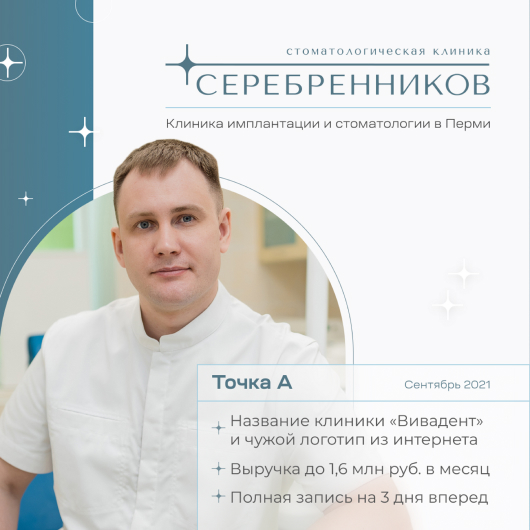 стоматологическая клиника
СЕРЕБРЕННИКОВ
Клиника имплантации и стоматологии в Перми
Точка А
Сентябрь 2021
Название клиники «Вивадент»
и чужой логотип из интернета
Выручка до 1,6 млн руб. в месяц
Полная запись на 3 дня вперед